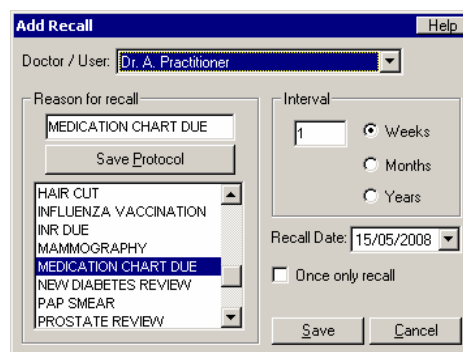 Add Recall
Help
Doctor / User: Dr. A. Practitioner
Reason for recall
MEDICATION CHART DUE
Save Protocol
HAIR CUT
INFLUENZA VACCINATION
INR DUE
MAMMOGRAPHY
MEDICATION CHART DUE
NEW DIABETES REVIEW
PAP SMEAR
PROSTATE REVIEW
Interval
1
Weeks
Months
Years
Recall Date: 15/05/2008
Once only recall
Save
Cancel